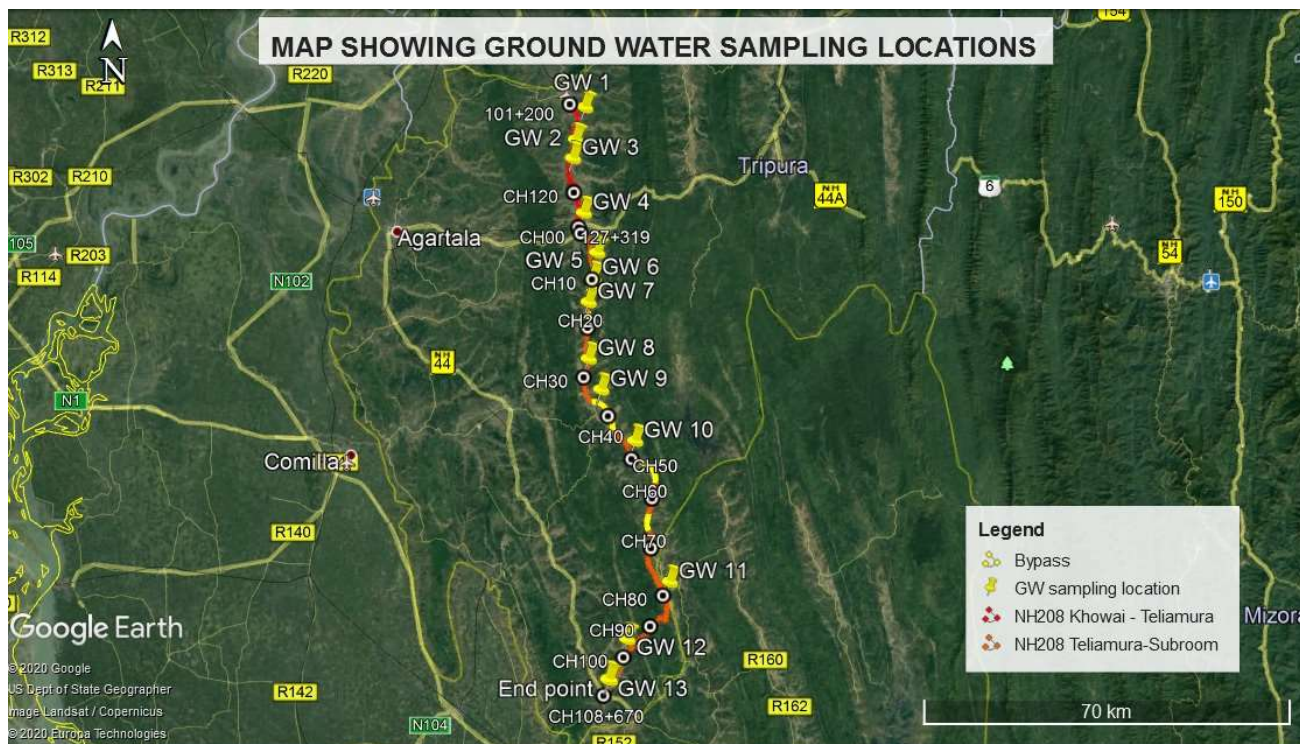 MAP SHOWING GROUND WATER SAMPLING LOCATIONS
N
R312
R313
R220
154
GW 1
101+200
GW 2
GW 3
Tripura
R302
R210
CH120
GW 4
NH
44A
6
NH
150
Agartala
CH00
127+319
105
R203
R114
N102
GW 5
GW 6
NH
54
CH10
GW 7
CH20
GW 8
NH
44
CH30
GW 9
N1
CH40
GW 10
Comilla
CH50
CH60
R140
CH70
GW 11
CH80
CH90
GW 12
CH100
R160
End point
GW 13
R142
R162
CH108+670
N104
R152
Legend
Bypass
GW sampling location
NH208 Khowai - Teliamura
NH208 Teliamura-Subroom
Mizora
70 km
Google Earth
© 2020 Google
US Dept of State Geographer
Image Landsat / Copernicus
© 2020 Europa Technologies